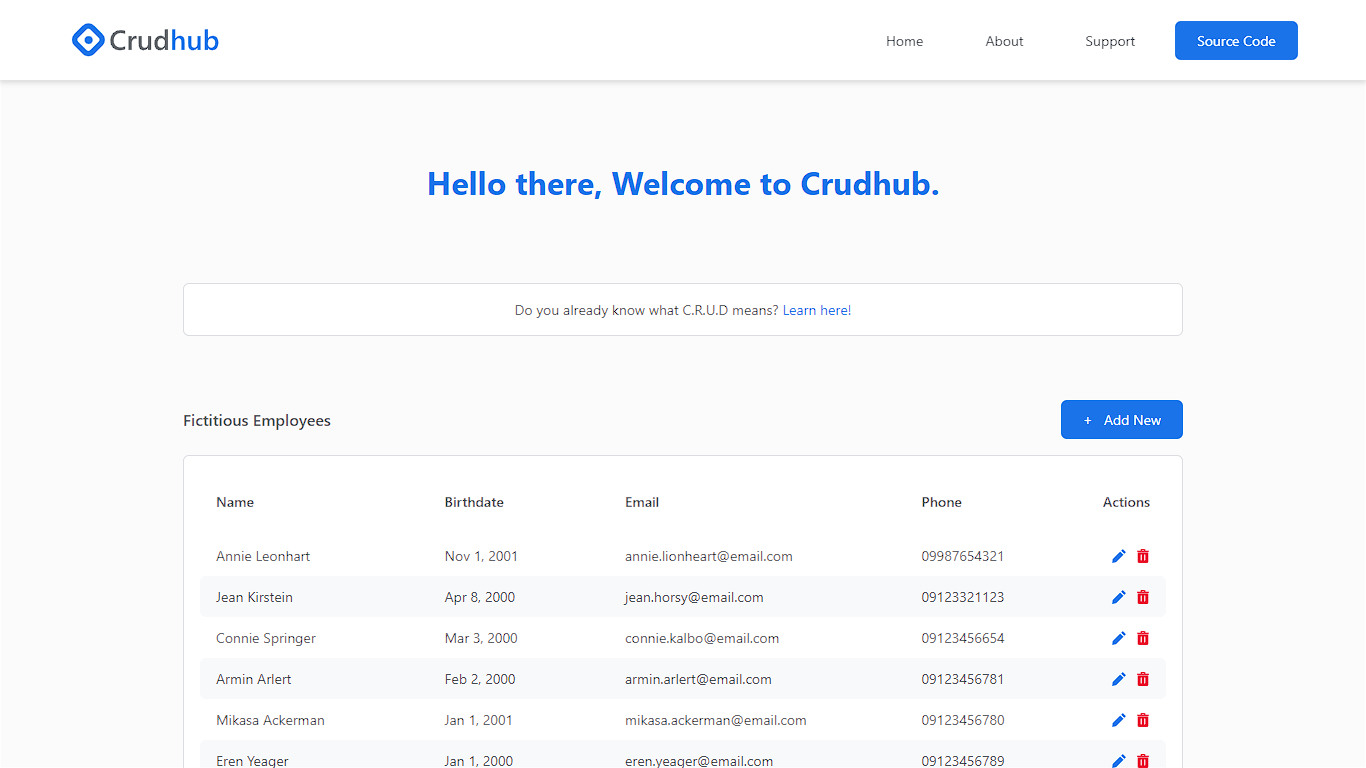 Crudhub
Home About Support Source Code
Hello there, Welcome to Crudhub.
Do you already know what C.R.U.D means? Learn here!
Fictitious Employees
+ Add New
Name Birthdate Email Phone Actions
Annie Leonhart Nov 1, 2001 annie.lionheart@email.com 09987654321
Jean Kirstein Apr 8, 2000 jean.horsy@email.com 09123321123
Connie Springer Mar 3, 2000 connie.kalbo@email.com 09123456654
Armin Arlert Feb 2, 2000 armin.arlert@email.com 09123456781
Mikasa Ackerman Jan 1, 2001 mikasa.ackerman@email.com 09123456780
Eren Yeager Jan 1, 2000 eren.yeager@email.com 09123456789